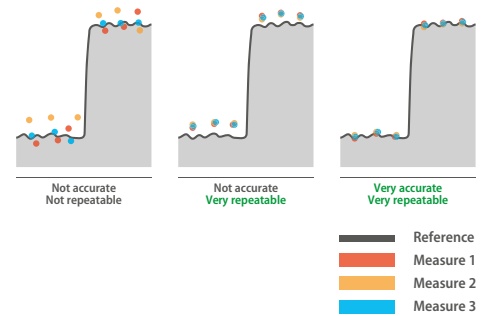 Not accurate
Not repeatable
Not accurate
Very repeatable
Very accurate
Very repeatable
Reference
Measure 1
Measure 2
Measure 3